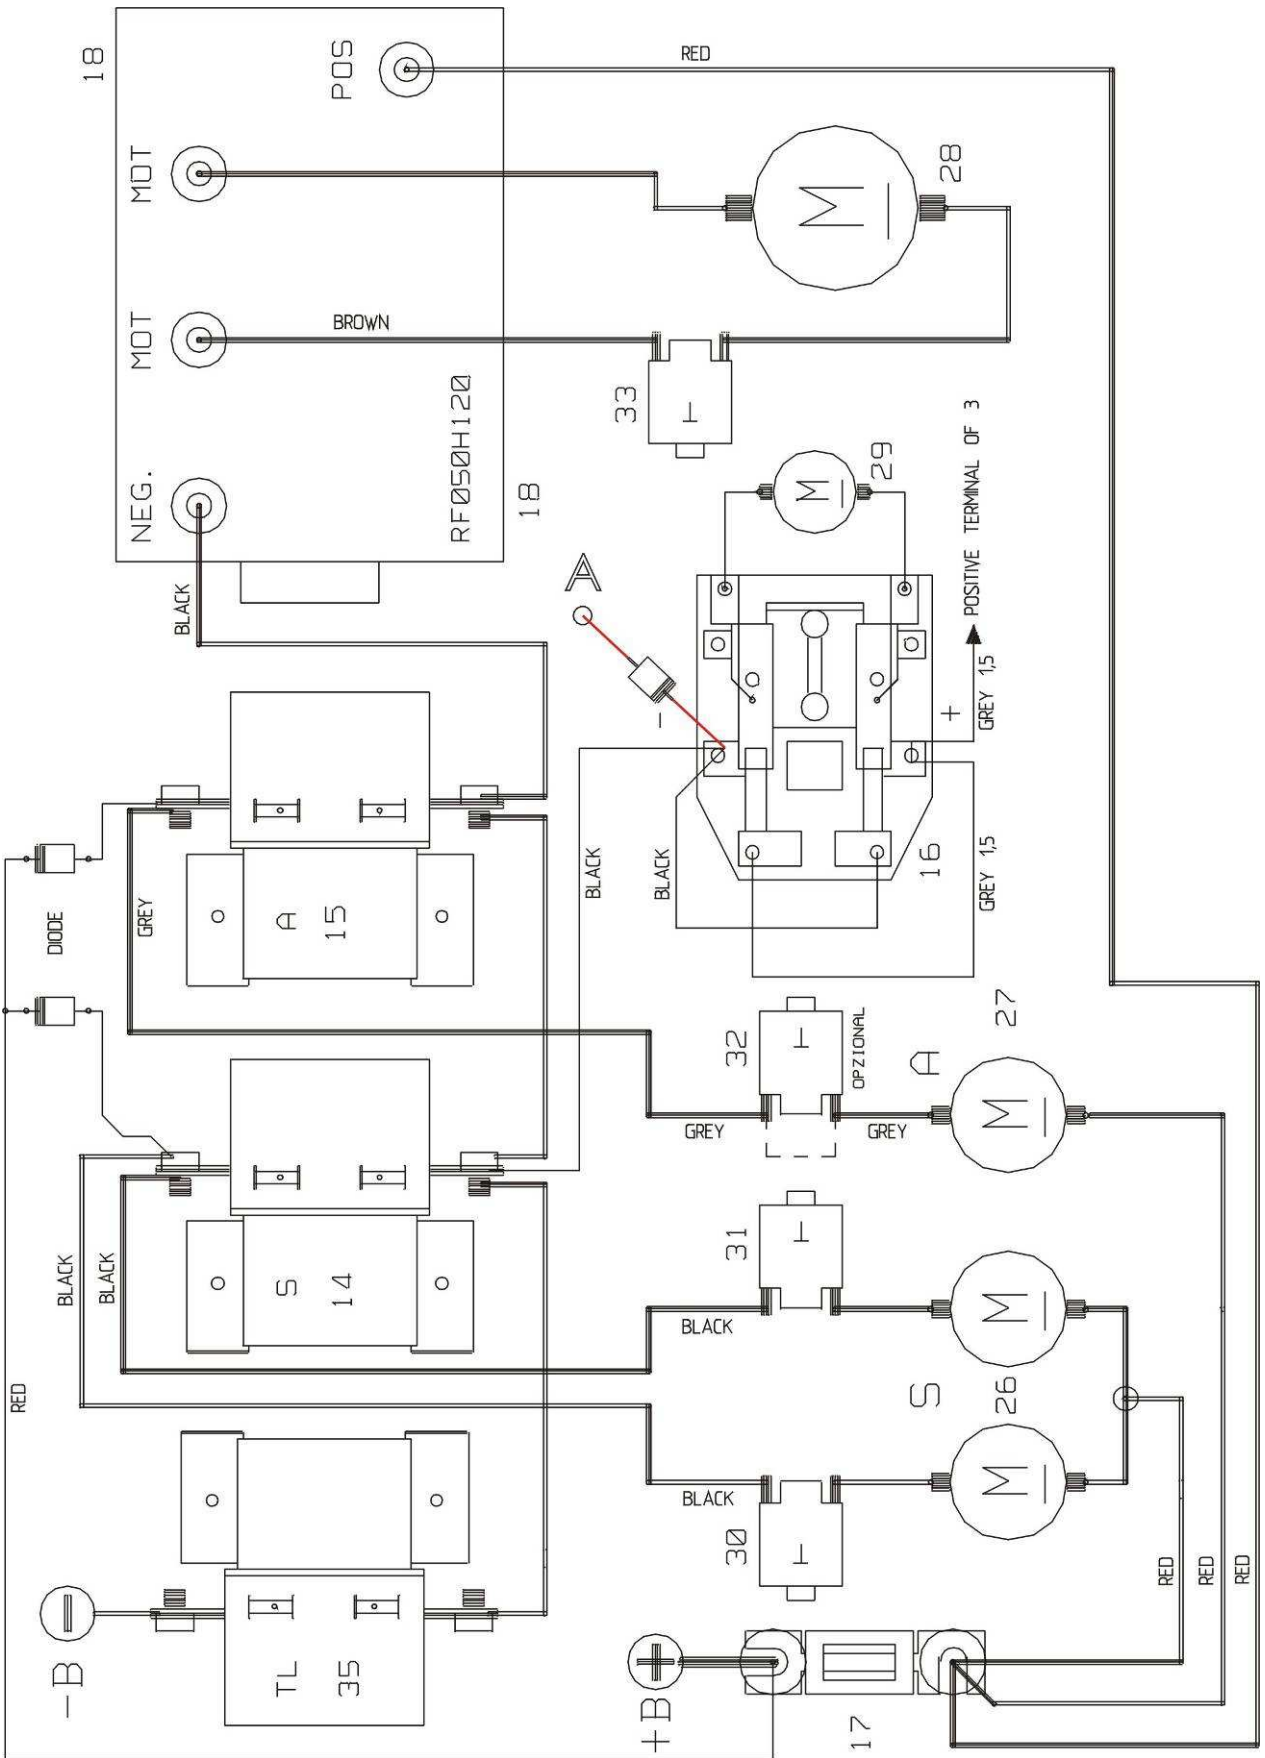 18
POS
RED
MOT
MOT
28
BROWN
33
NEG.
RF050H120
18
M
M
29
POSITIVE TERMINAL OF 3
BLACK
A
-
+
GREY 1,5
16
GREY 1,5
BLACK
BLACK
DIODE
GREY
A
15
32
OPZIONAL
GREY
GREY
A
27
M
BLACK
BLACK
S
14
31
BLACK
M
S
26
RED
30
BLACK
M
-B
TL
35
+B
17
RED
RED
RED